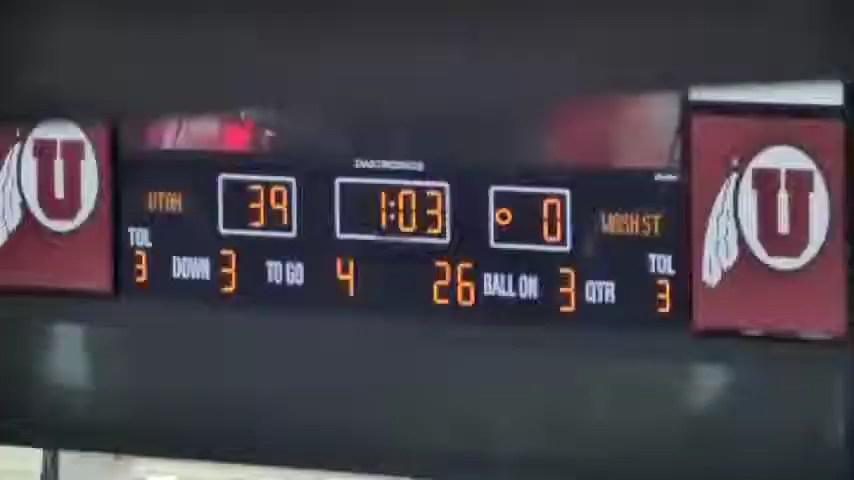 U
U
UTAH 39 1:03 0 WASH ST
TOL TOL
3 DOWN 3 TO GO 4 26 BALL ON 3 QTR 3